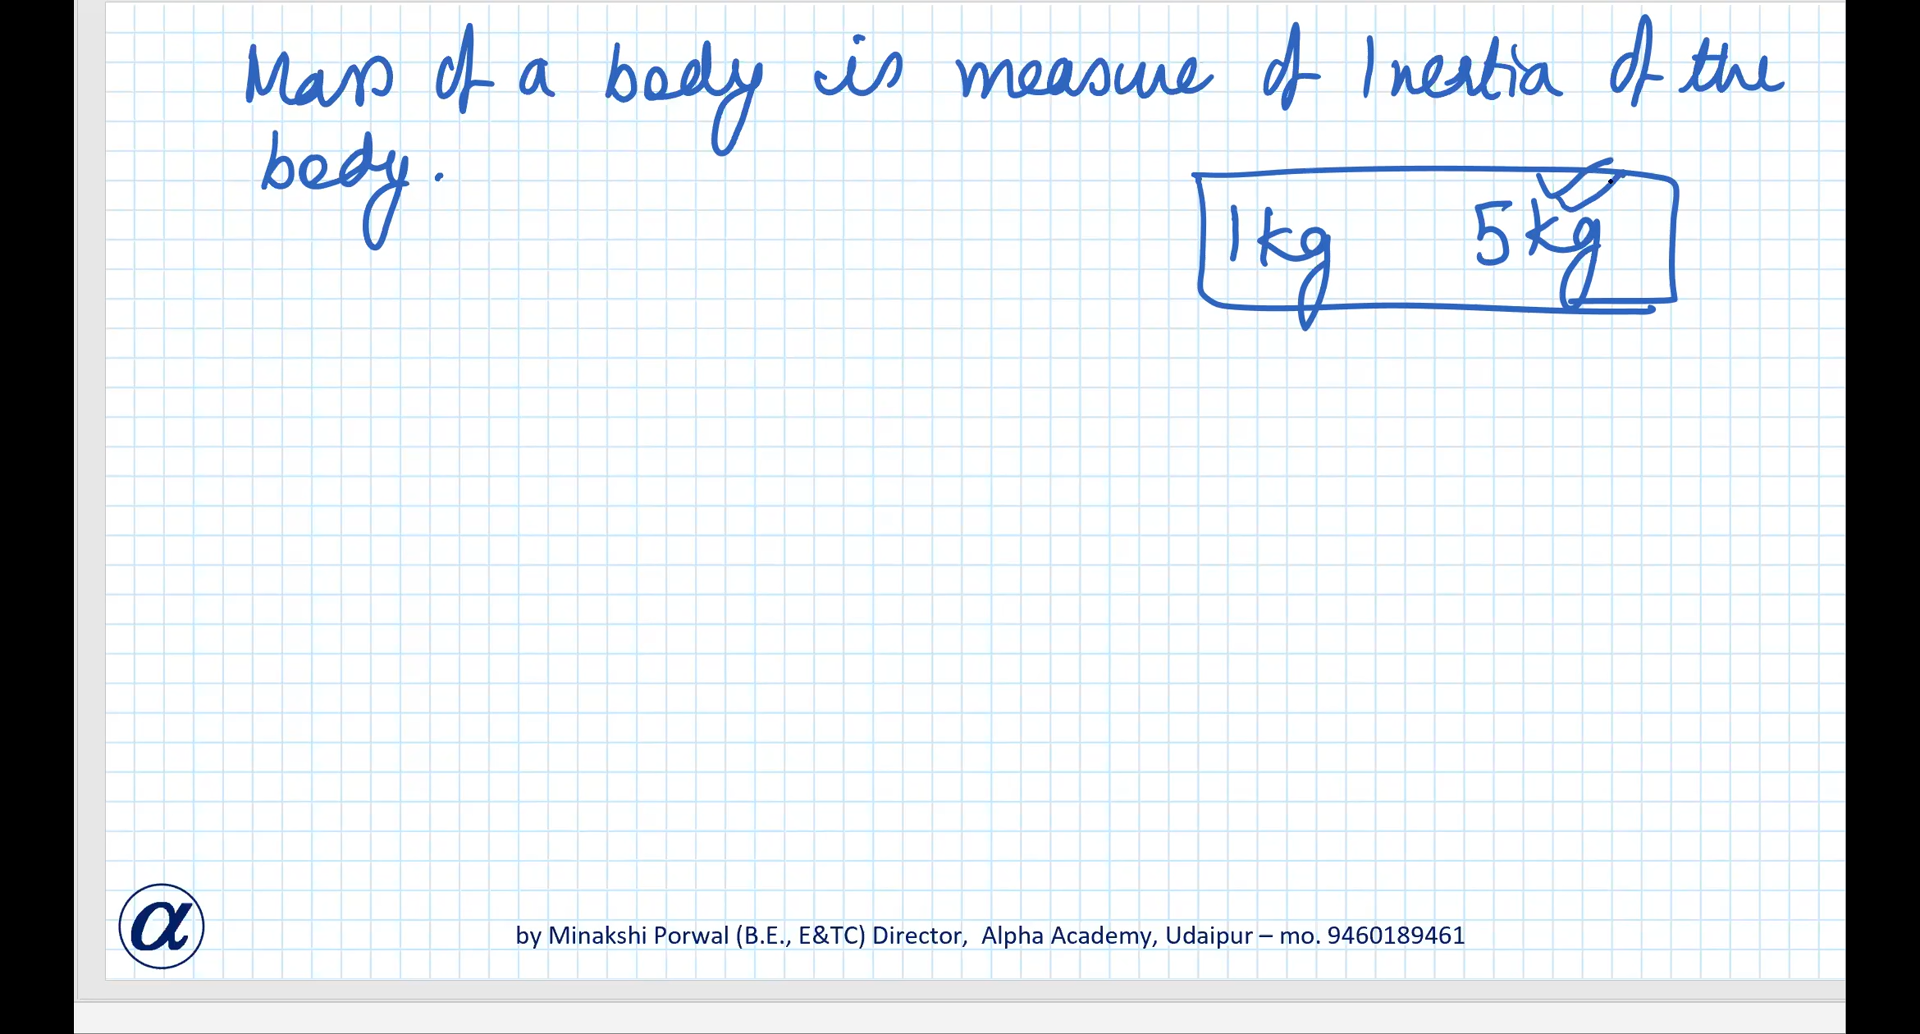 Mass of a body is measure of Inertia of the
body.
1kg 5kg
α
by Minakshi Porwal (B.E., E&TC) Director, Alpha Academy, Udaipur – mo. 9460189461